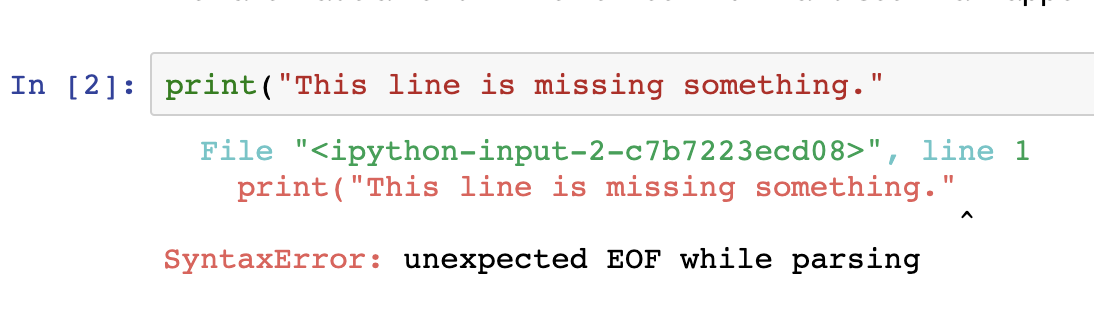 In [2]: print("This line is missing something."
File "<ipython-input-2-c7b7223ecd08>", line 1
print("This line is missing something."
^
SyntaxError: unexpected EOF while parsing